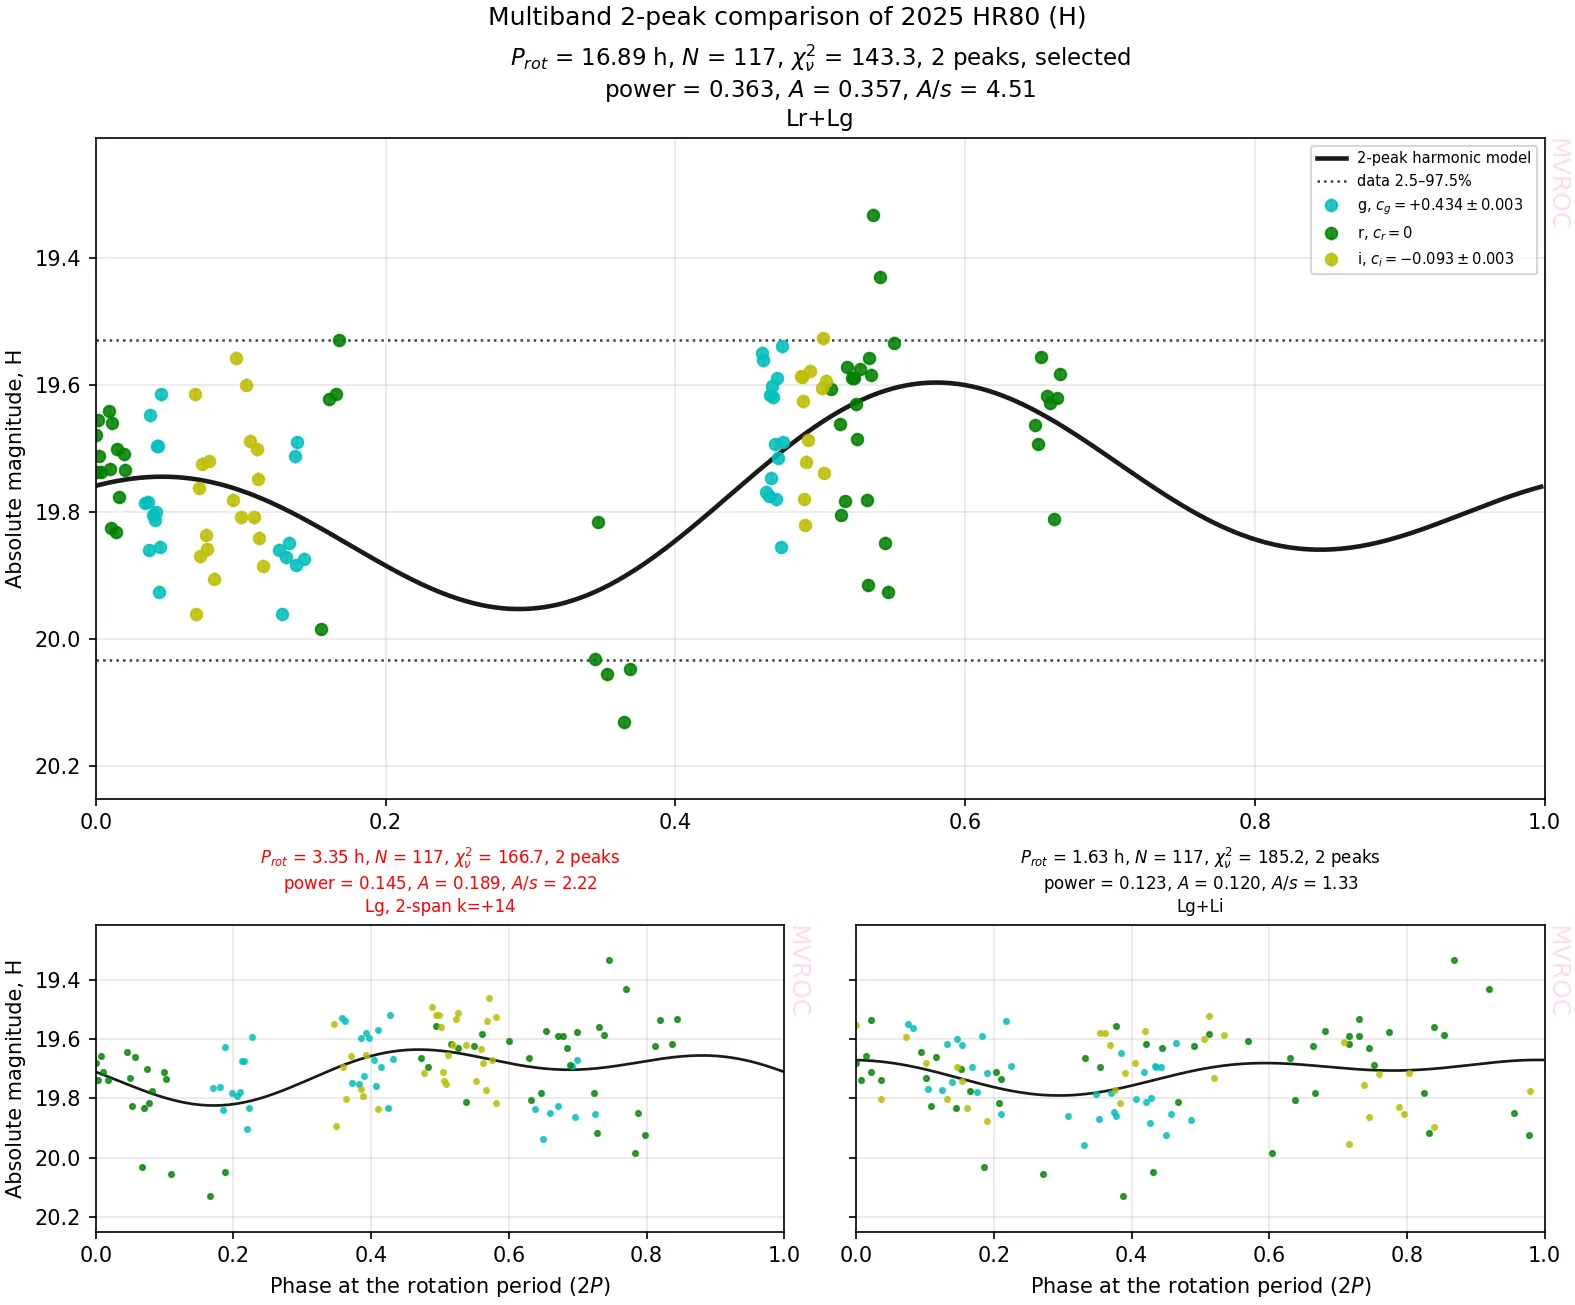 Multiband 2-peak comparison of 2025 HR80 (H)
P_rot = 16.89 h, N = 117, χ²_ν = 143.3, 2 peaks, selected
power = 0.363, A = 0.357, A/s = 4.51
Lr+Lg
2-peak harmonic model
data 2.5–97.5%
g, c_g = +0.434 ± 0.003
r, c_r = 0
i, c_i = −0.093 ± 0.003
MVROC
Absolute magnitude, H
19.4
19.6
19.8
20.0
20.2
0.0 0.2 0.4 0.6 0.8 1.0
P_rot = 3.35 h, N = 117, χ²_ν = 166.7, 2 peaks
power = 0.145, A = 0.189, A/s = 2.22
Lg, 2-span k=+14
MVROC
Absolute magnitude, H
19.4
19.6
19.8
20.0
20.2
0.0 0.2 0.4 0.6 0.8 1.0
Phase at the rotation period (2P)
P_rot = 1.63 h, N = 117, χ²_ν = 185.2, 2 peaks
power = 0.123, A = 0.120, A/s = 1.33
Lg+Li
MVROC
0.0 0.2 0.4 0.6 0.8 1.0
Phase at the rotation period (2P)